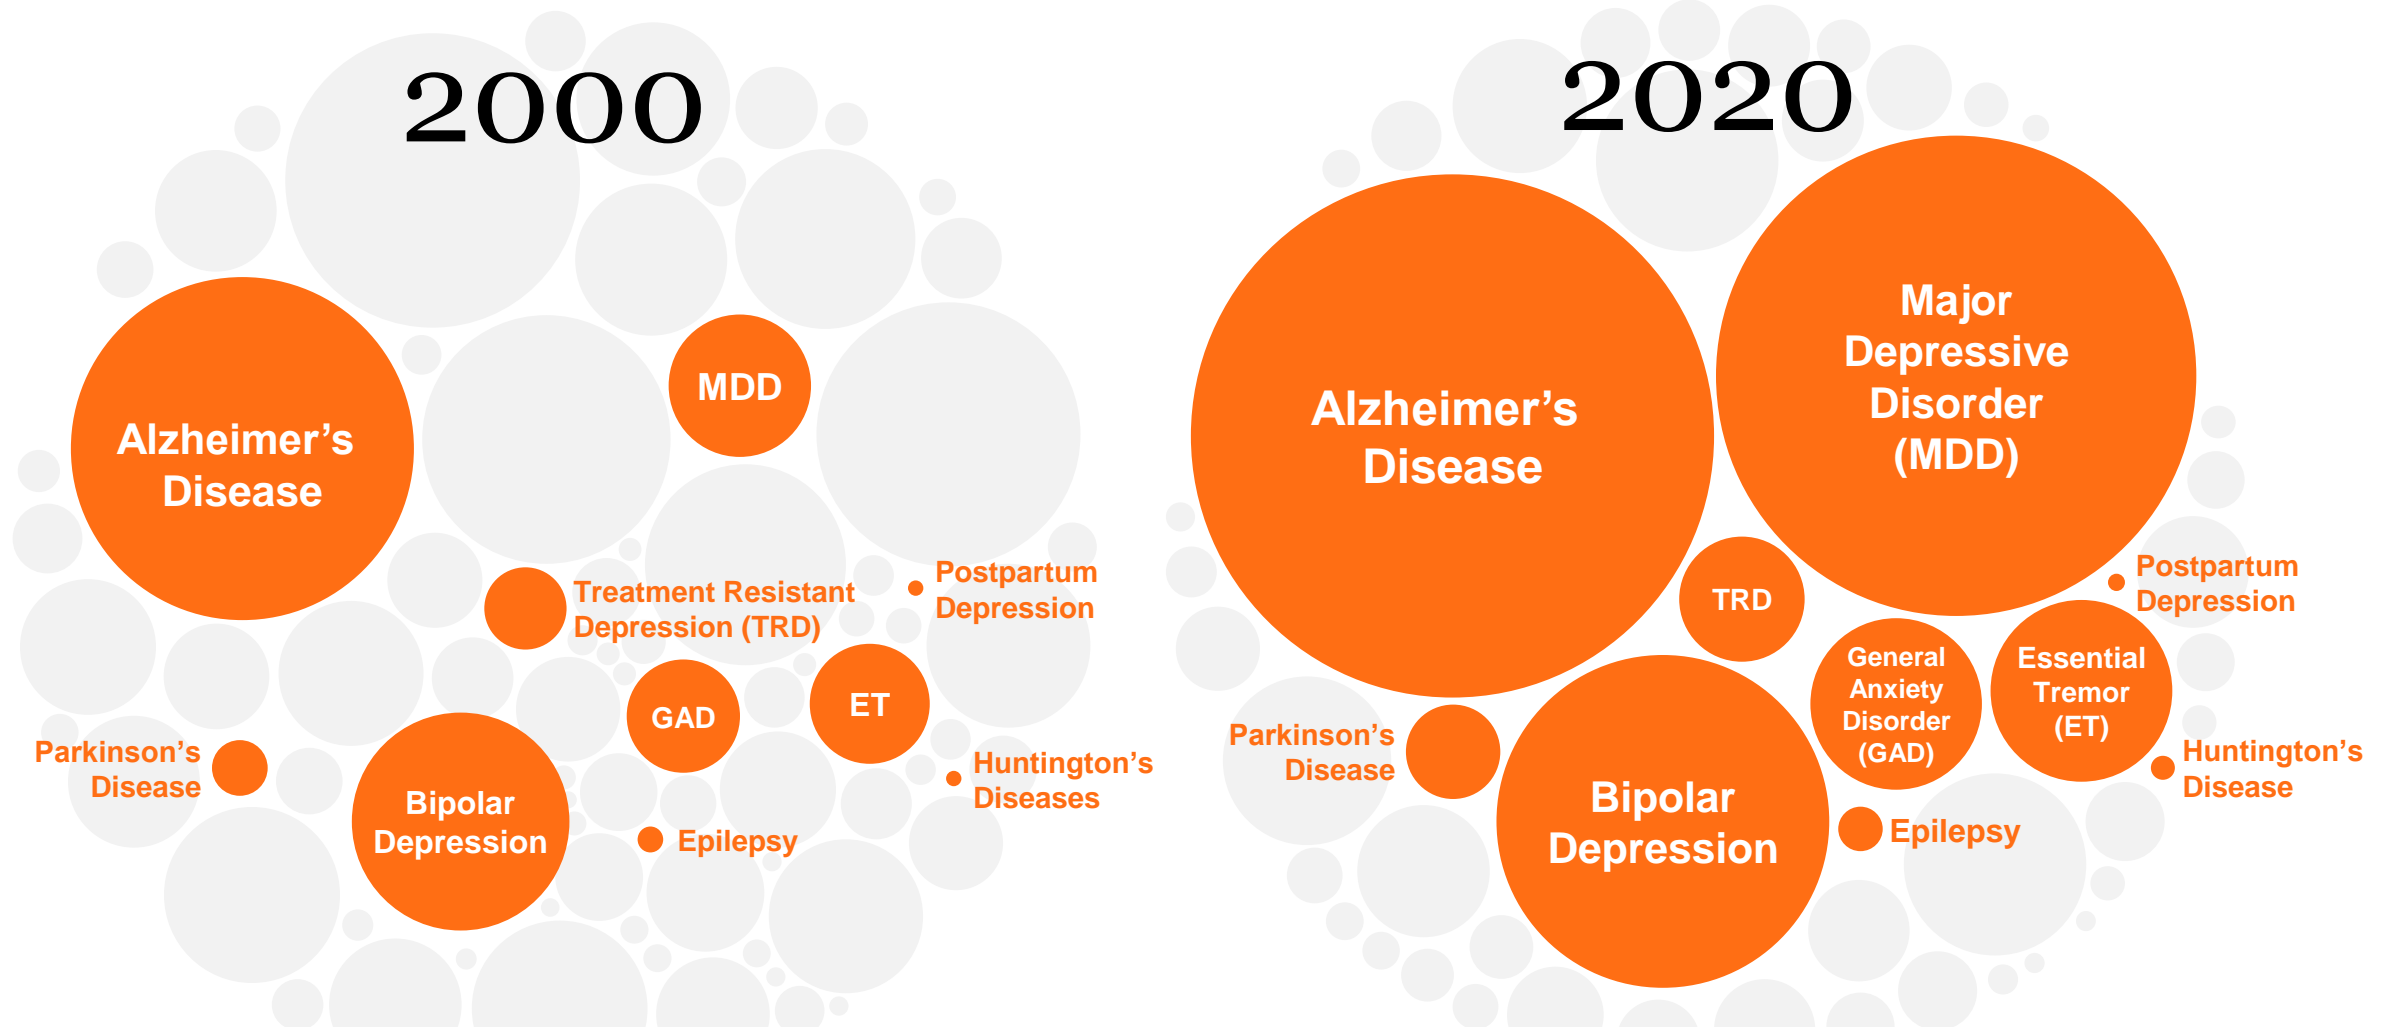 2000
MDD
Alzheimer’s
Disease
Treatment Resistant
Depression (TRD)
Postpartum
Depression
GAD
ET
Parkinson’s
Disease
Bipolar
Depression
Epilepsy
Huntington’s
Diseases
2020
Major
Depressive
Disorder
(MDD)
Alzheimer’s
Disease
TRD
Postpartum
Depression
General
Anxiety
Disorder
(GAD)
Essential
Tremor
(ET)
Parkinson’s
Disease
Bipolar
Depression
Epilepsy
Huntington’s
Disease